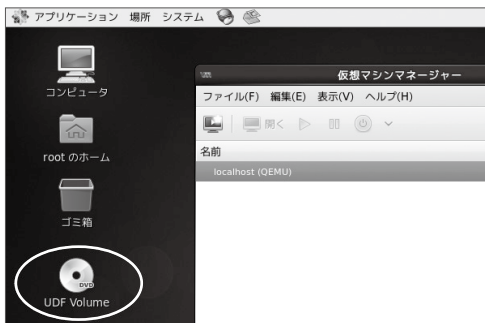 アプリケーション 場所 システム
コンピュータ
root のホーム
ゴミ箱
DVD
UDF Volume
仮想マシンマネージャー
ファイル(F) 編集(E) 表示(V) ヘルプ(H)
開く
名前
localhost (QEMU)